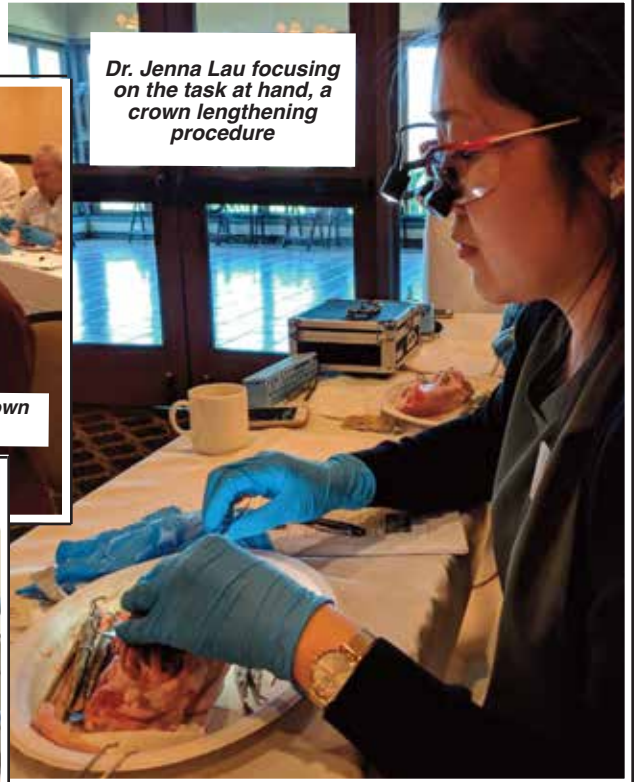 Dr. Jenna Lau focusing
on the task at hand, a
crown lengthening
procedure
own